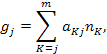 g_j = \sum_{K=j}^{m} a_{Kj} n_K,